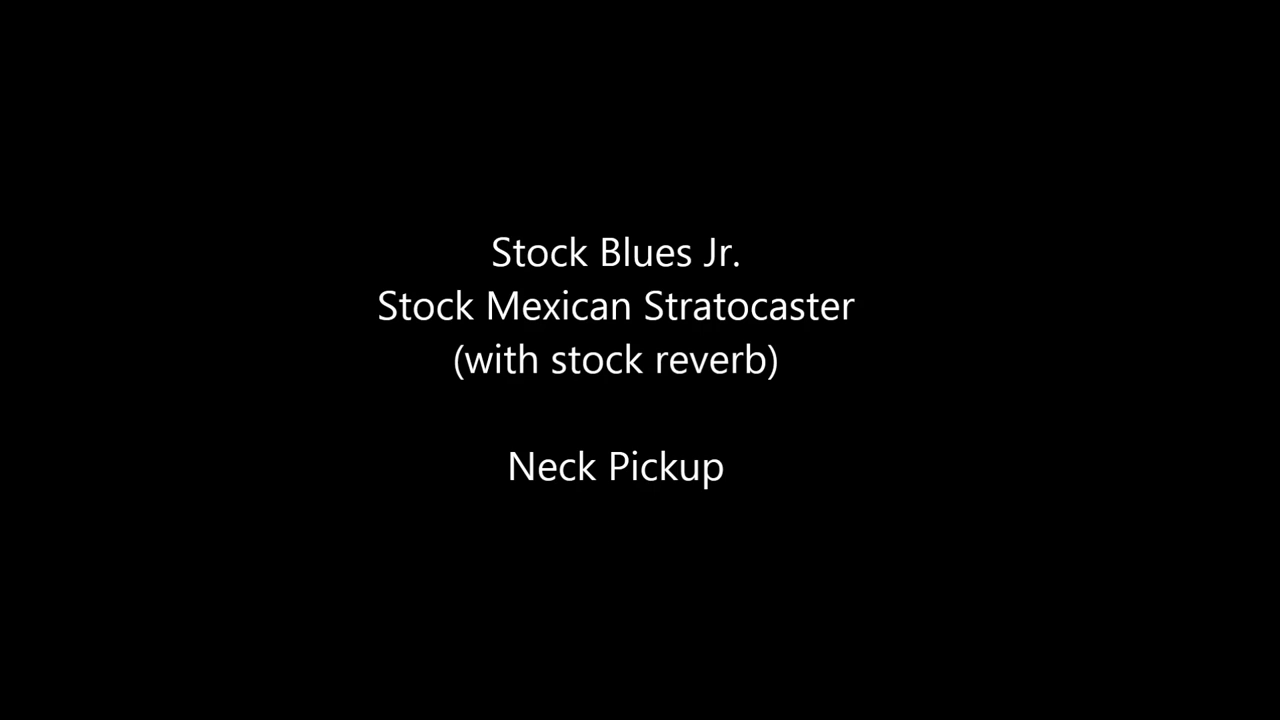 Stock Blues Jr.
Stock Mexican Stratocaster
(with stock reverb)
Neck Pickup